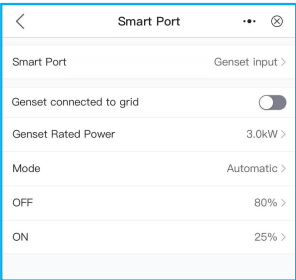 Smart Port
Smart Port Genset input >
Genset connected to grid
Genset Rated Power 3.0kW >
Mode Automatic >
OFF 80% >
ON 25% >